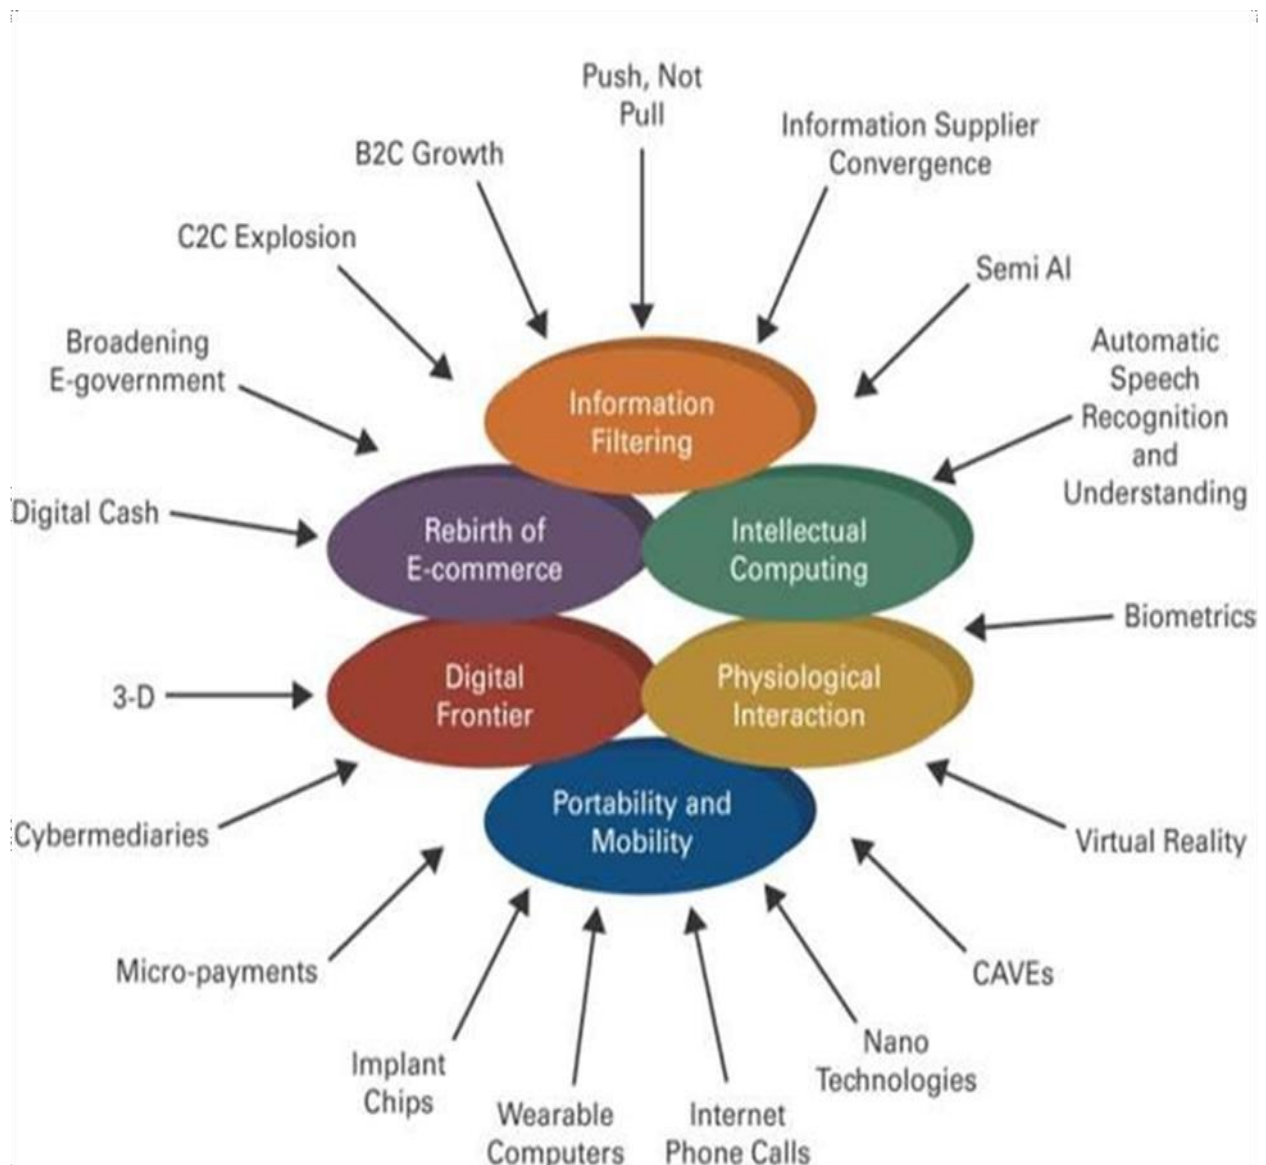 Push, Not
Pull
Information Supplier
Convergence
B2C Growth
C2C Explosion
Semi AI
Broadening
E-government
Automatic
Speech
Recognition
and
Understanding
Information
Filtering
Digital Cash
Rebirth of
E-commerce
Intellectual
Computing
Biometrics
3-D
Digital
Frontier
Physiological
Interaction
Portability and
Mobility
Cybermediaries
Virtual Reality
Micro-payments
CAVEs
Implant
Chips
Wearable
Computers
Internet
Phone Calls
Nano
Technologies